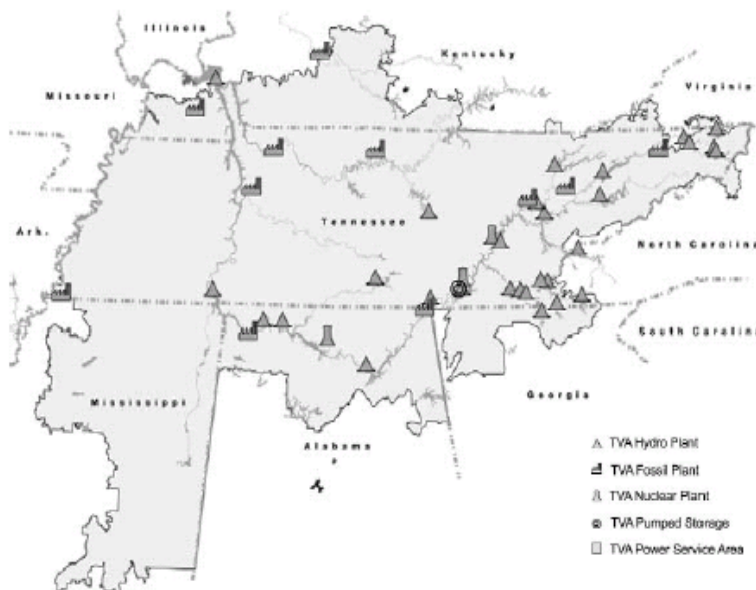 Illinois
Kentucky
Virginia
Missouri
Tennessee
Ark.
North Carolina
South Carolina
Georgia
Mississippi
Alabama
TVA Hydro Plant
TVA Fossil Plant
TVA Nuclear Plant
TVA Pumped Storage
TVA Power Service Area